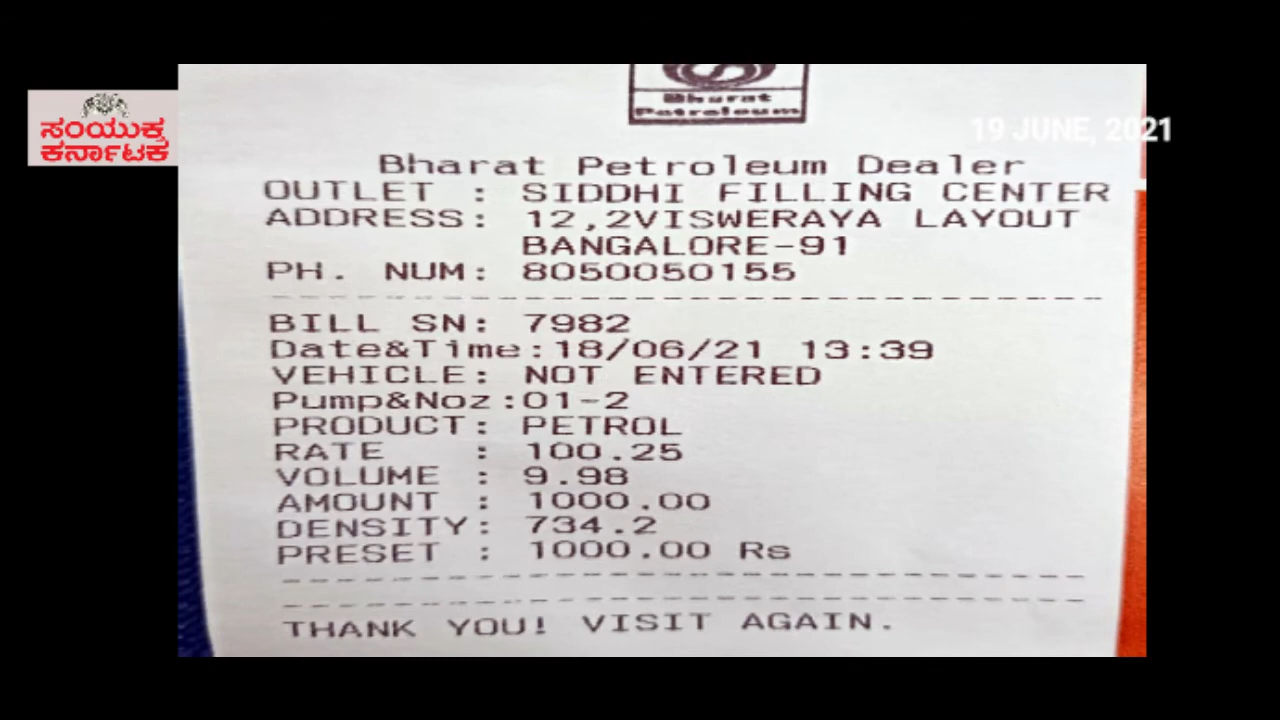 ಸಂಯುಕ್ತ
ಕರ್ನಾಟಕ
19 JUNE, 2021
Bharat
Petroleum
Bharat Petroleum Dealer
OUTLET : SIDDHI FILLING CENTER
ADDRESS: 12,2VISWERAYA LAYOUT
BANGALORE-91
PH. NUM: 8050050155
BILL SN: 7982
Date&Time:18/06/21 13:39
VEHICLE: NOT ENTERED
Pump&Noz:01-2
PRODUCT: PETROL
RATE : 100.25
VOLUME : 9.98
AMOUNT : 1000.00
DENSITY: 734.2
PRESET : 1000.00 Rs
THANK YOU! VISIT AGAIN.